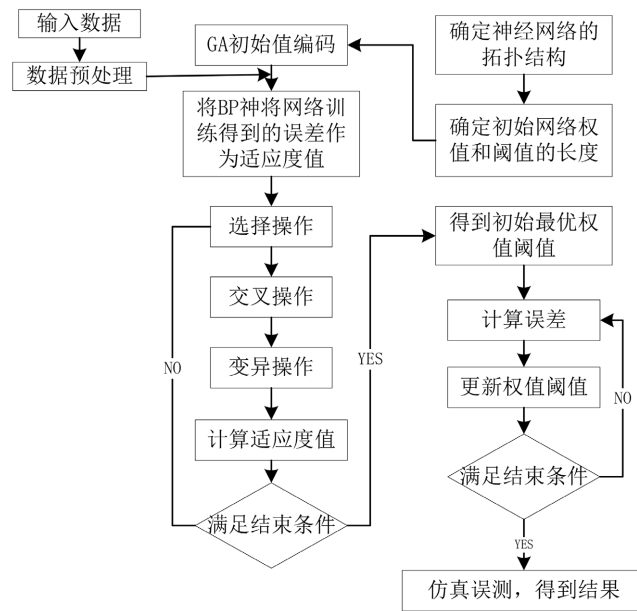 输入数据
数据预处理
GA初始值编码
将BP神将网络训
练得到的误差作
为适应度值
选择操作
交叉操作
变异操作
计算适应度值
满足结束条件
NO
YES
确定神经网络的
拓扑结构
确定初始网络权
值和阈值的长度
得到初始最优权
值阈值
计算误差
更新权值阈值
满足结束条件
NO
YES
仿真误测，得到结果